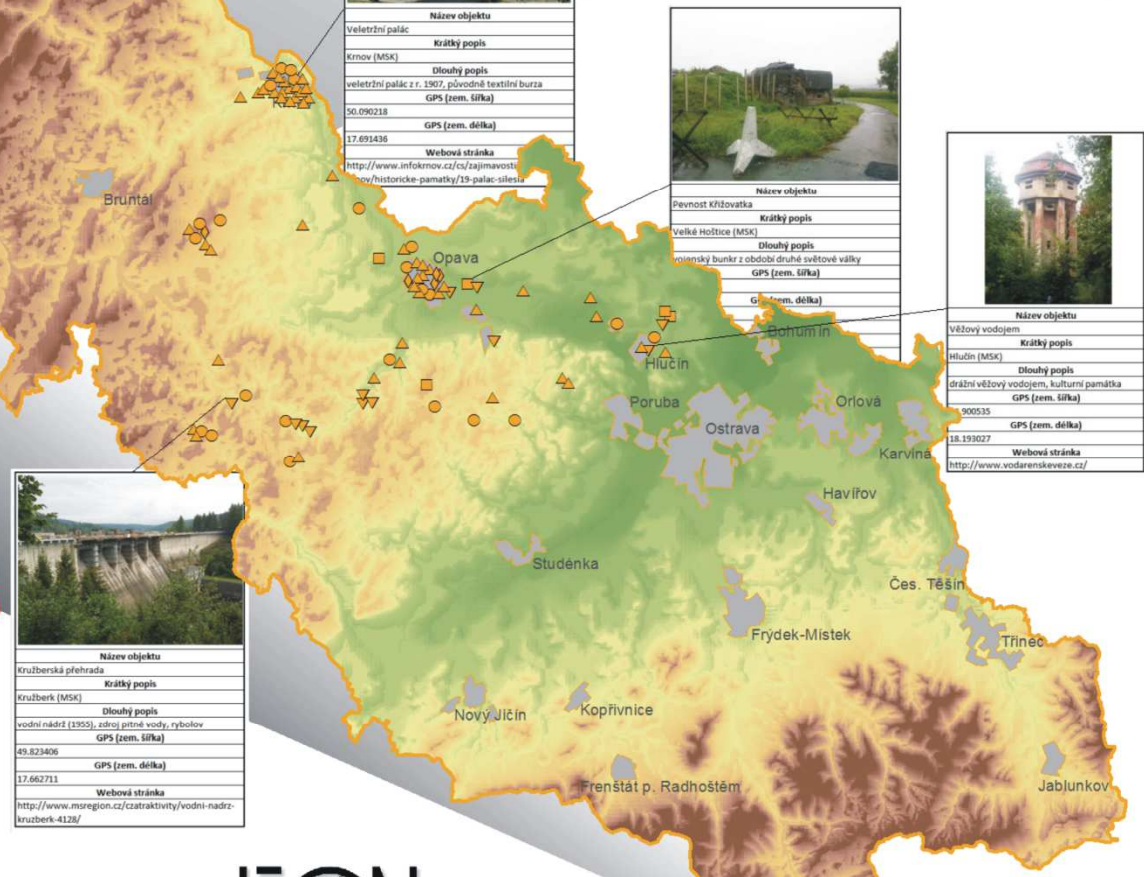 Název objektu
Veletržní palác
Krátký popis
Krnov (MSK)
Dlouhý popis
veletržní palác z r. 1907, původně textilní burza
GPS (zem. šířka)
50.090218
GPS (zem. délka)
17.691436
Webová stránka
http://www.infokrnov.cz/cs/zajimavosti
nov/historicke-pamatky/19-palac-silesia
Název objektu
Pevnost Křižovatka
Krátký popis
Velké Hoštice (MSK)
Dlouhý popis
vojenský bunkr z období druhé světové války
GPS (zem. šířka)
GPS (zem. délka)
Název objektu
Věžový vodojem
Krátký popis
Hlučín (MSK)
Dlouhý popis
drážní věžový vodojem, kulturní památka
GPS (zem. šířka)
.900535
GPS (zem. délka)
18.193027
Webová stránka
http://www.vodarenskeveze.cz/
Název objektu
Kružberská přehrada
Krátký popis
Kružberk (MSK)
Dlouhý popis
vodní nádrž (1955), zdroj pitné vody, rybolov
GPS (zem. šířka)
49.823406
GPS (zem. délka)
17.662711
Webová stránka
http://www.msregion.cz/czatraktivity/vodni-nadrz-
kruzberk-4128/
Bruntál
Opava
Bohumín
Hlučín
Poruba
Ostrava
Orlová
Karviná
Havířov
Studénka
Čes. Těšín
Frýdek-Místek
Třinec
Nový Jičín
Kopřivnice
Frenštát p. Radhoštěm
Jablunkov